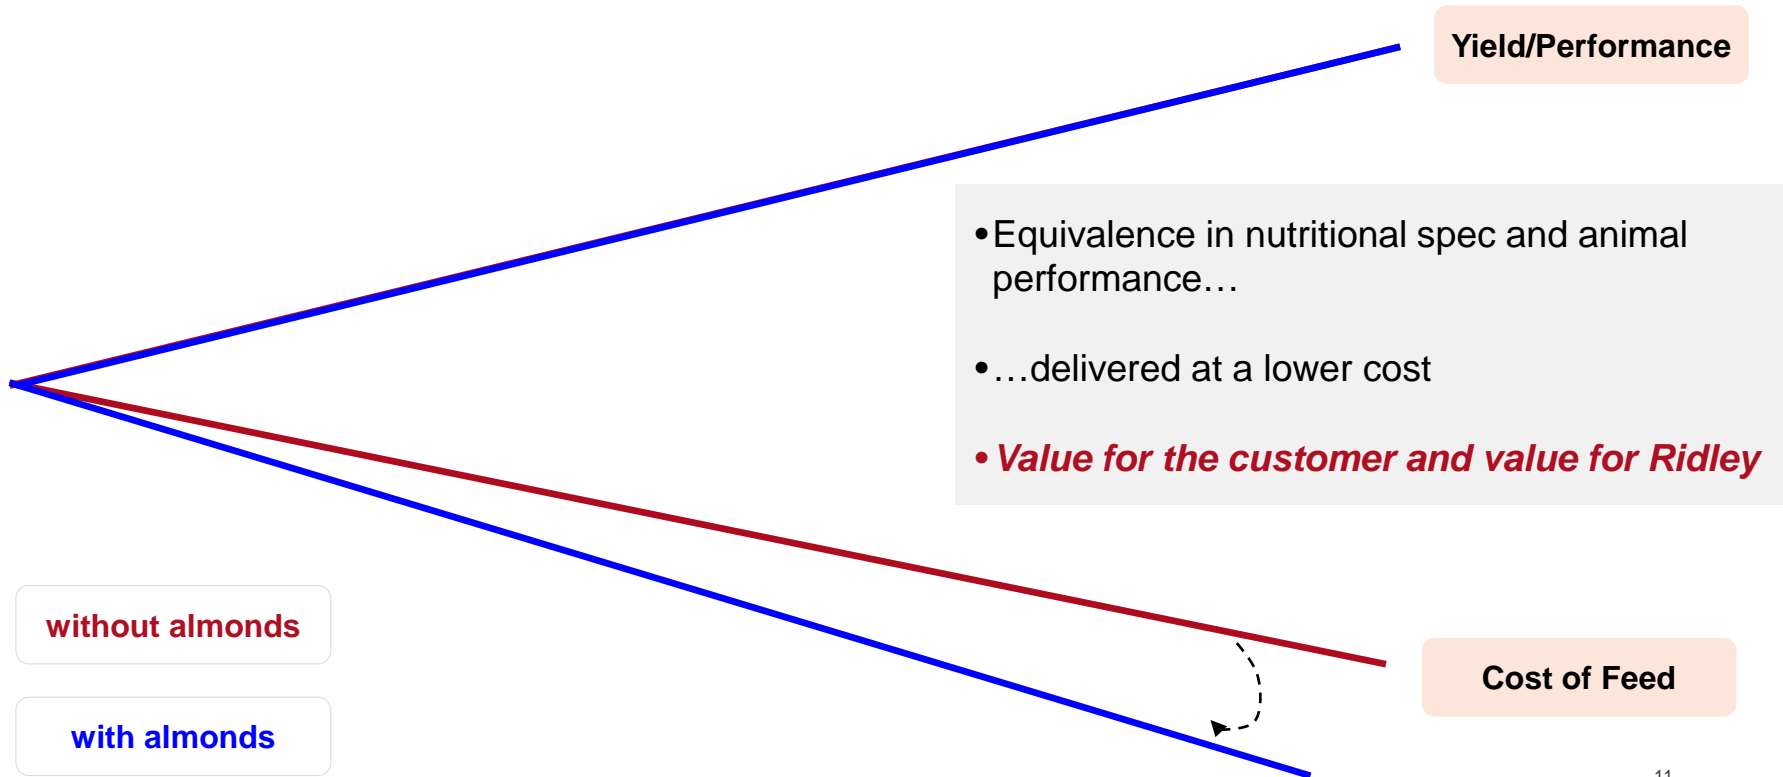 Yield/Performance
•Equivalence in nutritional spec and animal
performance…
•…delivered at a lower cost
•Value for the customer and value for Ridley
without almonds
Cost of Feed
with almonds
11